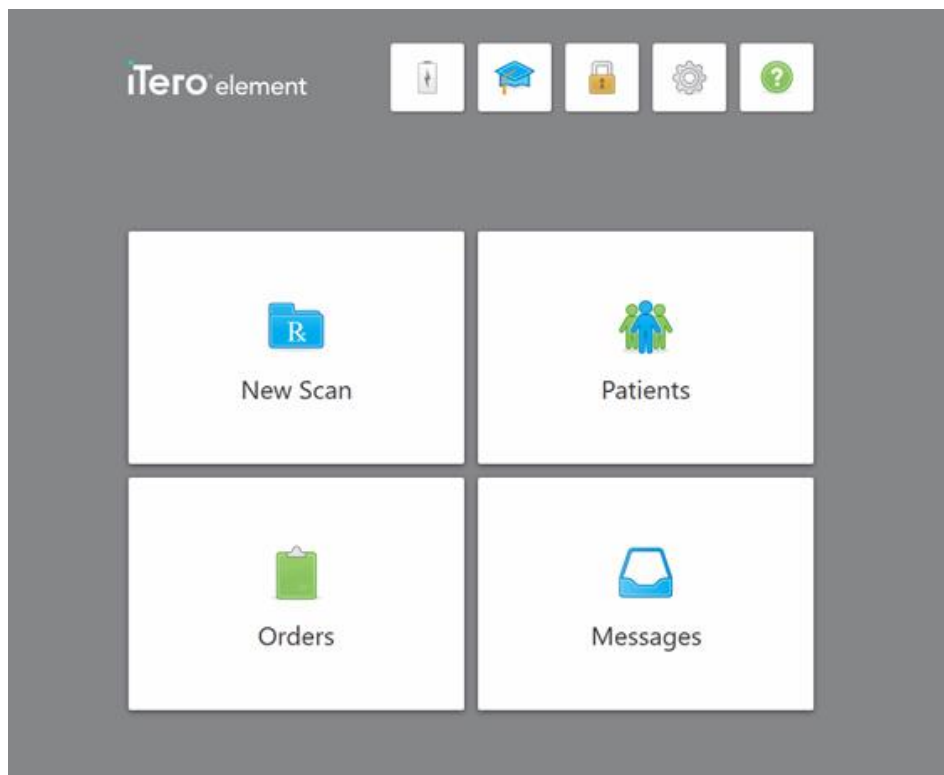 iTero element
?
R
New Scan
Patients
Orders
Messages